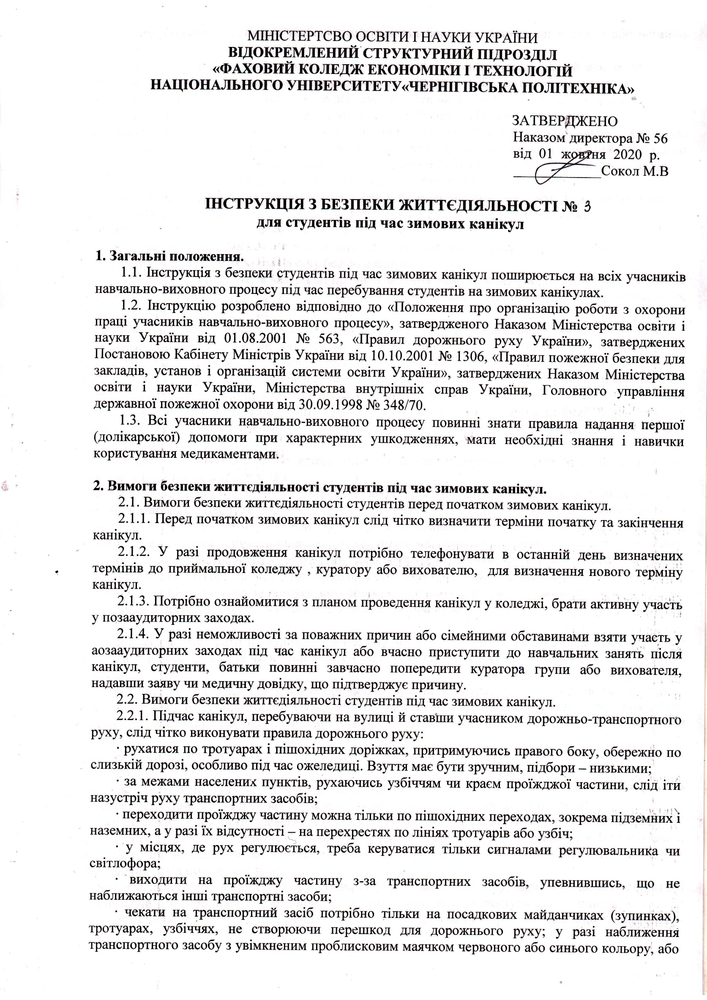 МІНІСТЕРТСВО ОСВІТИ І НАУКИ УКРАЇНИ
ВІДОКРЕМЛЕНИЙ СТРУКТУРНИЙ ПІДРОЗДІЛ
«ФАХОВИЙ КОЛЕДЖ ЕКОНОМІКИ І ТЕХНОЛОГІЙ
НАЦІОНАЛЬНОГО УНІВЕРСИТЕТУ«ЧЕРНІГІВСЬКА ПОЛІТЕХНІКА»
ЗАТВЕРДЖЕНО
Наказом директора № 56
від 01 жовтня 2020 р.
____________Сокол М.В
ІНСТРУКЦІЯ З БЕЗПЕКИ ЖИТТЄДІЯЛЬНОСТІ № 3
для студентів під час зимових канікул
1. Загальні положення.
1.1. Інструкція з безпеки студентів під час зимових канікул поширюється на всіх учасників
навчально-виховного процесу під час перебування студентів на зимових канікулах.
1.2. Інструкцію розроблено відповідно до «Положення про організацію роботи з охорони
праці учасників навчально-виховного процесу», затвердженого Наказом Міністерства освіти і
науки України від 01.08.2001 № 563, «Правил дорожнього руху України», затверджених
Постановою Кабінету Міністрів України від 10.10.2001 № 1306, «Правил пожежної безпеки для
закладів, установ і організацій системи освіти України», затверджених Наказом Міністерства
освіти і науки України, Міністерства внутрішніх справ України, Головного управління
державної пожежної охорони від 30.09.1998 № 348/70.
1.3. Всі учасники навчально-виховного процесу повинні знати правила надання першої
(долікарської) допомоги при характерних ушкодженнях, мати необхідні знання і навички
користування медикаментами.
2. Вимоги безпеки життєдіяльності студентів під час зимових канікул.
2.1. Вимоги безпеки життєдіяльності студентів перед початком зимових канікул.
2.1.1. Перед початком зимових канікул слід чітко визначити терміни початку та закінчення
канікул.
2.1.2. У разі продовження канікул потрібно телефонувати в останній день визначених
термінів до приймальної коледжу , куратору або вихователю, для визначення нового терміну
канікул.
2.1.3. Потрібно ознайомитися з планом проведення канікул у коледжі, брати активну участь
у позааудиторних заходах.
2.1.4. У разі неможливості за поважних причин або сімейними обставинами взяти участь у
аозааудиторних заходах під час канікул або вчасно приступити до навчальних занять після
канікул, студенти, батьки повинні завчасно попередити куратора групи або вихователя,
надавши заяву чи медичну довідку, що підтверджує причину.
2.2. Вимоги безпеки життєдіяльності студентів під час зимових канікул.
2.2.1. Підчас канікул, перебуваючи на вулиці й ставши учасником дорожньо-транспортного
руху, слід чітко виконувати правила дорожнього руху:
· рухатися по тротуарах і пішохідних доріжках, притримуючись правого боку, обережно по
слизькій дорозі, особливо під час ожеледиці. Взуття має бути зручним, підбори – низькими;
· за межами населених пунктів, рухаючись узбіччям чи краєм проїжджої частини, слід іти
назустріч руху транспортних засобів;
· переходити проїжджу частину можна тільки по пішохідних переходах, зокрема підземних і
наземних, а у разі їх відсутності – на перехрестях по лініях тротуарів або узбіч;
· у місцях, де рух регулюється, треба керуватися тільки сигналами регулювальника чи
світлофора;
· виходити на проїжджу частину з-за транспортних засобів, упевнившись, що не
наближаються інші транспортні засоби;
· чекати на транспортний засіб потрібно тільки на посадкових майданчиках (зупинках),
тротуарах, узбіччях, не створюючи перешкод для дорожнього руху; у разі наближення
транспортного засобу з увімкненим проблисковим маячком червоного або синього кольору, або